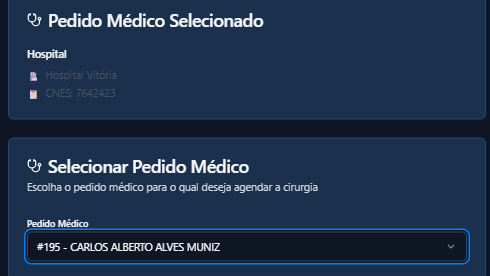 Pedido Médico Selecionado
Hospital
Hospital Vitória
CNES: 7642423
Selecionar Pedido Médico
Escolha o pedido médico para o qual deseja agendar a cirurgia
Pedido Médico
#195 - CARLOS ALBERTO ALVES MUNIZ